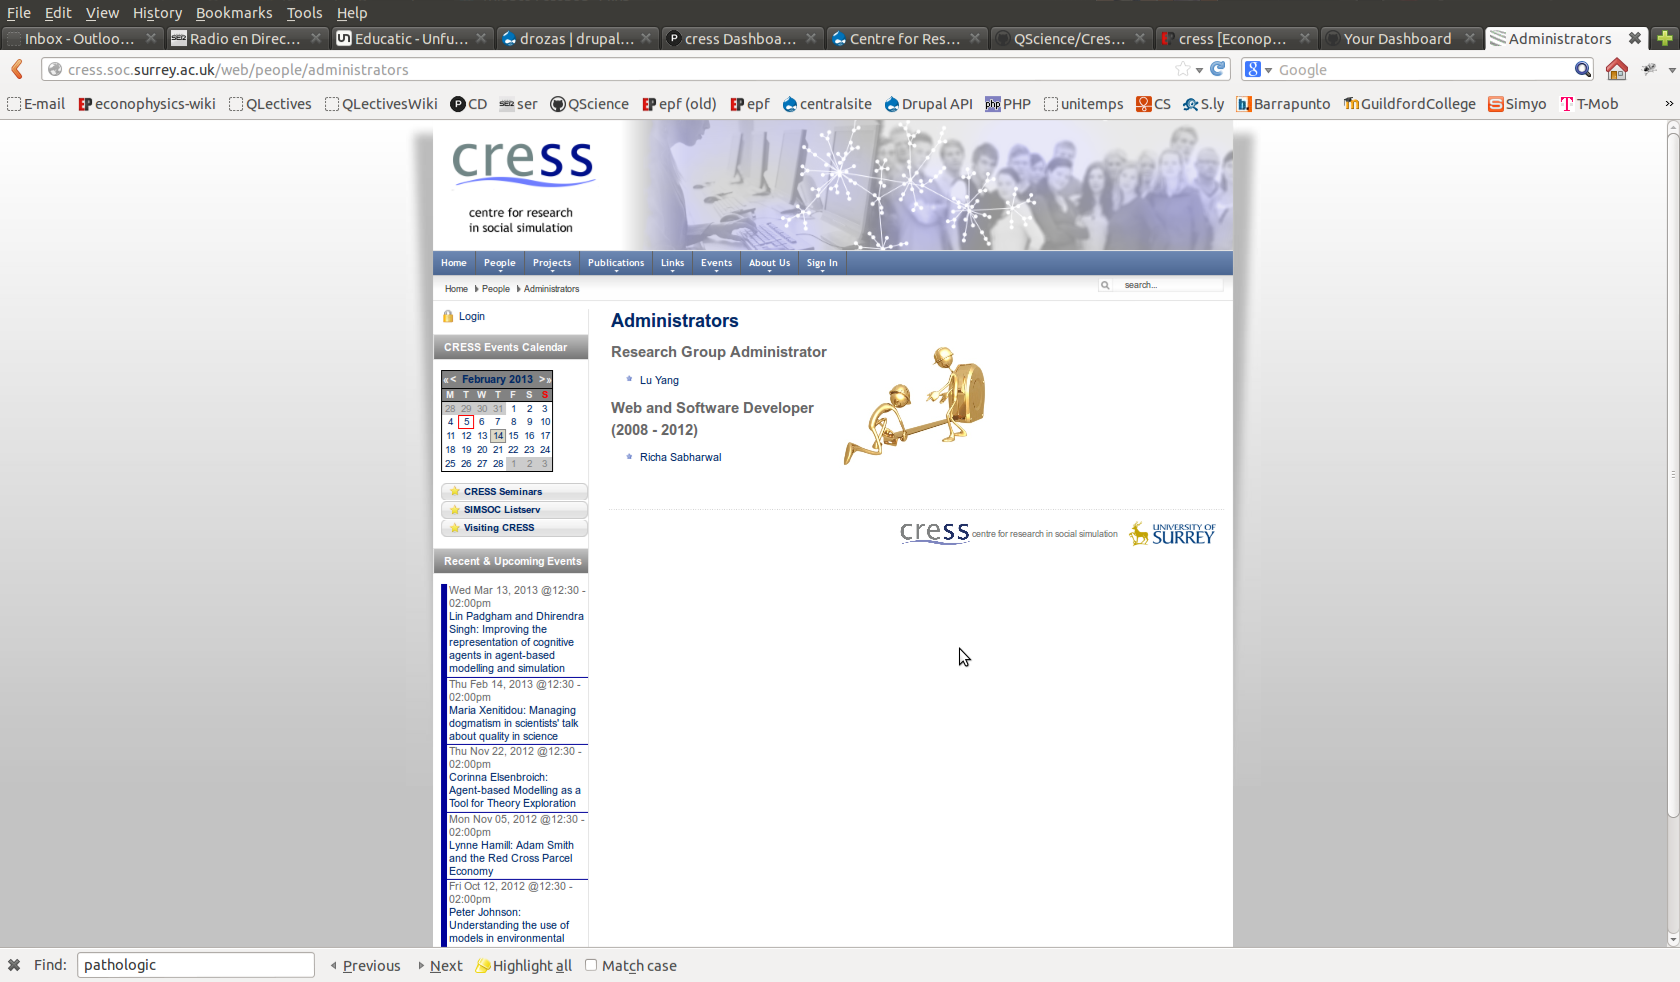 File Edit View History Bookmarks Tools Help
Inbox - Outloo... Radio en Direc... Educatic - Unfu... drozas | drupal... cress Dashboa... Centre for Res... QScience/Cres... cress [Econop... Your Dashboard Administrators
cress.soc.surrey.ac.uk/web/people/administrators Google
E-mail econophysics-wiki QLectives QLectivesWiki CD ser QScience epf (old) epf centralsite Drupal API PHP unitemps CS S.ly Barrapunto GuildfordCollege Simyo T-Mob »
cress
centre for research
in social simulation
Home People Projects Publications Links Events About Us Sign In
Home People Administrators search...
Login
CRESS Events Calendar
«< February 2013 >»
M T W T F S S
28 29 30 31 1 2 3
4 5 6 7 8 9 10
11 12 13 14 15 16 17
18 19 20 21 22 23 24
25 26 27 28 1 2 3
CRESS Seminars
SIMSOC Listserv
Visiting CRESS
Recent & Upcoming Events
Wed Mar 13, 2013 @12:30 -
02:00pm
Lin Padgham and Dhirendra
Singh: Improving the
representation of cognitive
agents in agent-based
modelling and simulation
Thu Feb 14, 2013 @12:30 -
02:00pm
Maria Xenitidou: Managing
dogmatism in scientists' talk
about quality in science
Thu Nov 22, 2012 @12:30 -
02:00pm
Corinna Elsenbroich:
Agent-based Modelling as a
Tool for Theory Exploration
Mon Nov 05, 2012 @12:30 -
02:00pm
Lynne Hamill: Adam Smith
and the Red Cross Parcel
Economy
Fri Oct 12, 2012 @12:30 -
02:00pm
Peter Johnson:
Understanding the use of
models in environmental
Administrators
Research Group Administrator
Lu Yang
Web and Software Developer
(2008 - 2012)
Richa Sabharwal
cress centre for research in social simulation UNIVERSITY OF
SURREY
Find: pathologic Previous Next Highlight all Match case